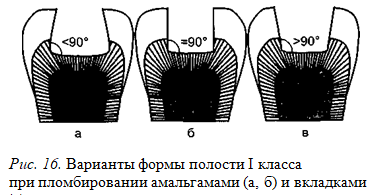 <90° =90° >90°
а б в
Рис. 16. Варианты формы полости I класса
при пломбировании амальгамами (а, б) и вкладками